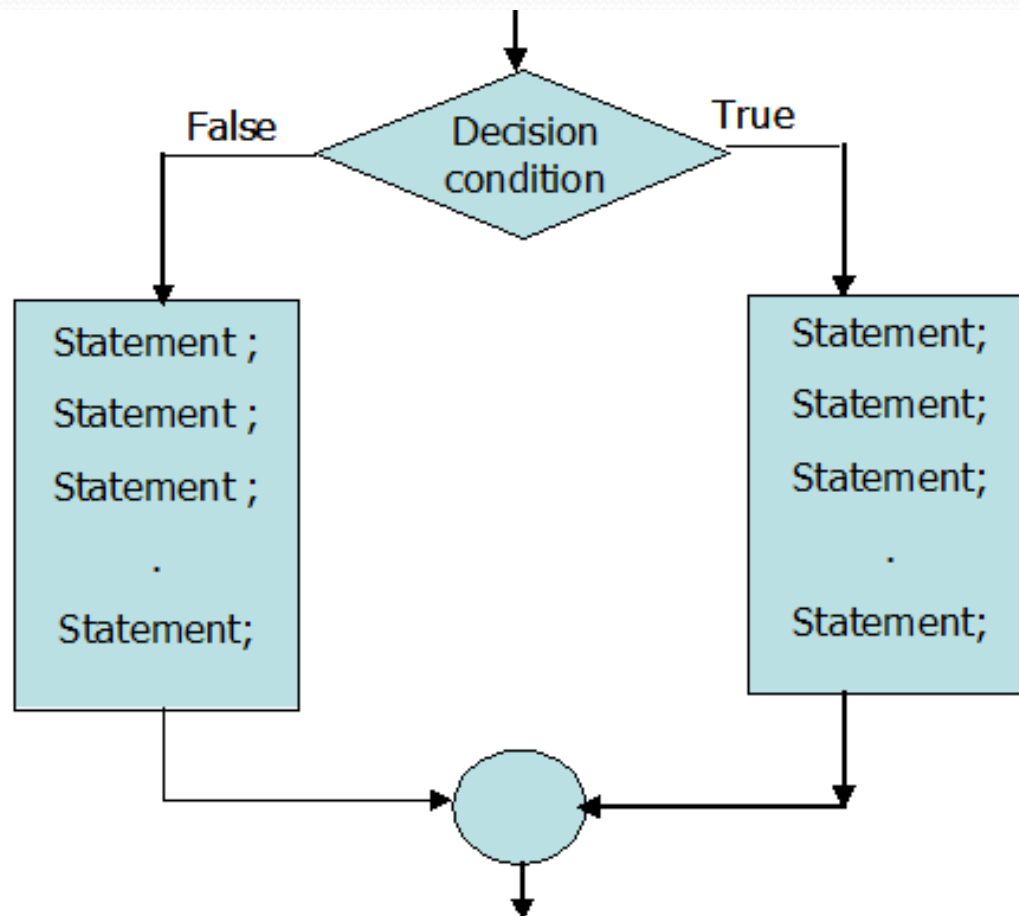 False
True
Decision
condition
Statement ;
Statement ;
Statement ;
.
Statement;
Statement;
Statement;
Statement;
.
Statement;